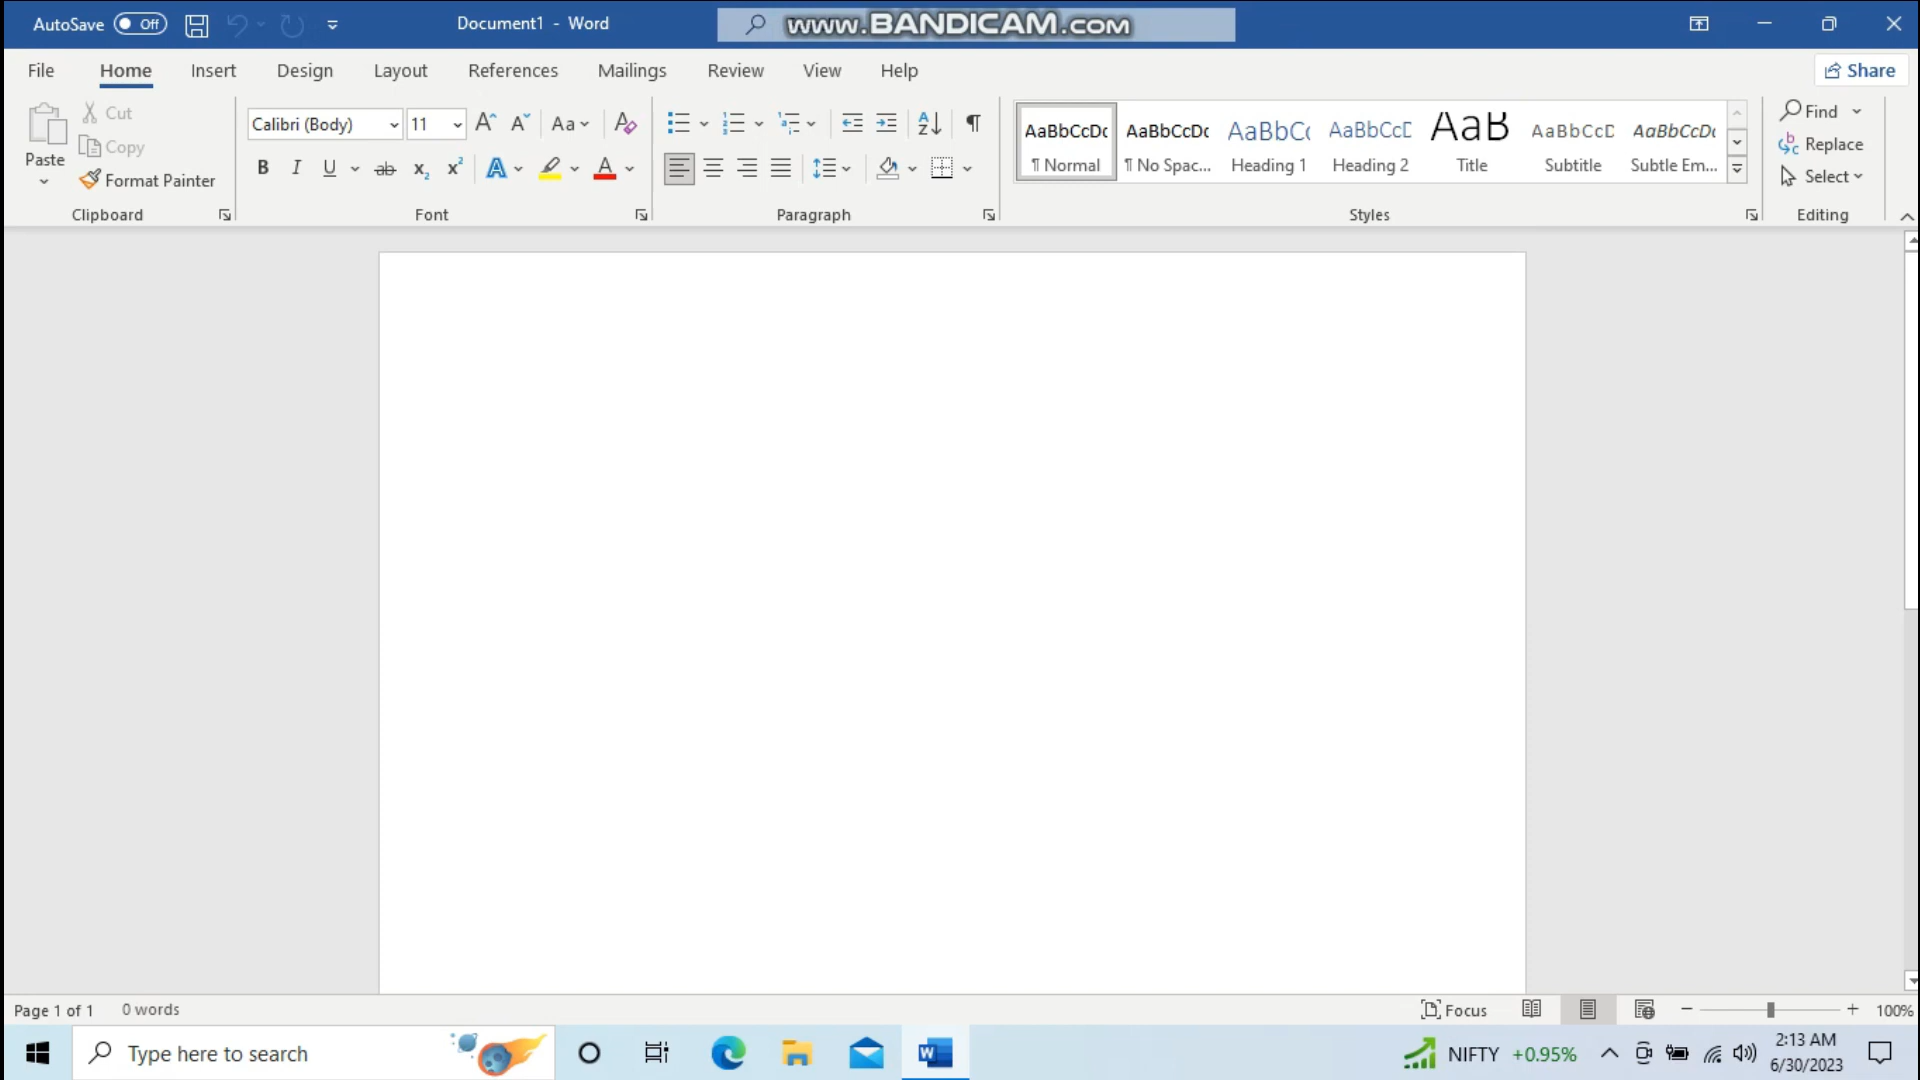 AutoSave Off Document1 - Word www.BANDICAM.com
File Home Insert Design Layout References Mailings Review View Help Share
Paste
Cut
Copy
Format Painter
Clipboard
Calibri (Body) 11 Aa
B I U ab x₂ x² A A
Font
Paragraph
AaBbCcDc ¶ Normal
AaBbCcDc ¶ No Spac...
AaBbCc Heading 1
AaBbCcD Heading 2
AaB Title
AaBbCcD Subtitle
AaBbCcDc Subtle Em...
Styles
Find
Replace
Select
Editing
Page 1 of 1 0 words Focus 100%
Type here to search NIFTY +0.95% 2:13 AM
6/30/2023